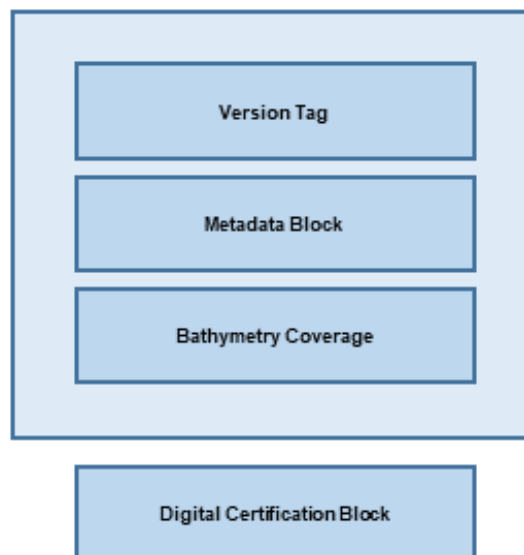 Version Tag
Metadata Block
Bathymetry Coverage
Digital Certification Block